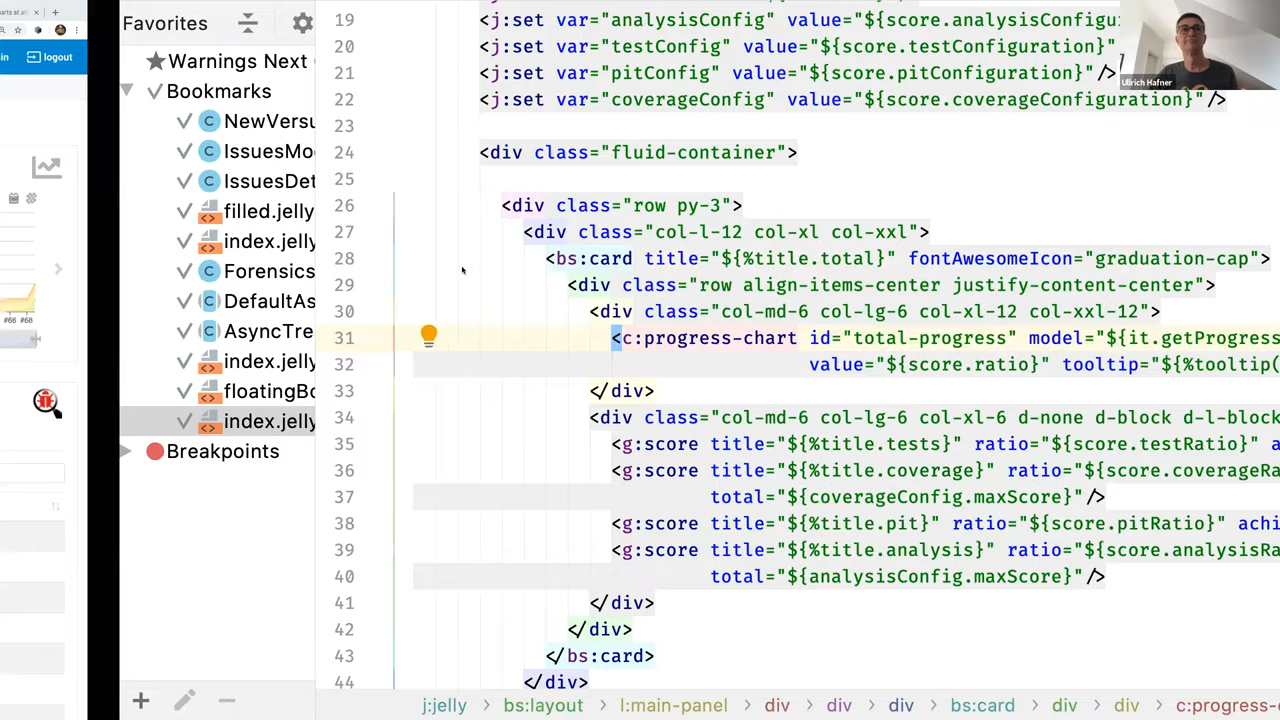 logout
#66 #68
Favorites
Warnings Next
Bookmarks
NewVersu
IssuesMo
IssuesDet
filled.jelly
index.jelly
Forensics
DefaultAs
AsyncTre
index.jelly
floatingBo
index.jelly
Breakpoints
19 <j:set var="analysisConfig" value="${score.analysisConfigu
20 <j:set var="testConfig" value="${score.testConfiguration}"
21 <j:set var="pitConfig" value="${score.pitConfiguration}"/>
22 <j:set var="coverageConfig" value="${score.coverageConfiguration}"/>
23
24 <div class="fluid-container">
25
26 <div class="row py-3">
27 <div class="col-l-12 col-xl col-xxl">
28 <bs:card title="${%title.total}" fontAwesomeIcon="graduation-cap">
29 <div class="row align-items-center justify-content-center">
30 <div class="col-md-6 col-lg-6 col-xl-12 col-xxl-12">
31 <c:progress-chart id="total-progress" model="${it.getProgress
32 value="${score.ratio}" tooltip="${%tooltip(
33 </div>
34 <div class="col-md-6 col-lg-6 col-xl-6 d-none d-block d-l-block
35 <g:score title="${%title.tests}" ratio="${score.testRatio}" a
36 <g:score title="${%title.coverage}" ratio="${score.coverageRa
37 total="${coverageConfig.maxScore}"/>
38 <g:score title="${%title.pit}" ratio="${score.pitRatio}" achi
39 <g:score title="${%title.analysis}" ratio="${score.analysisRa
40 total="${analysisConfig.maxScore}"/>
41 </div>
42 </div>
43 </bs:card>
44 </div>
Ullrich Hafner
j:jelly > bs:layout > l:main-panel > div > div > div > bs:card > div > div > c:progress-c